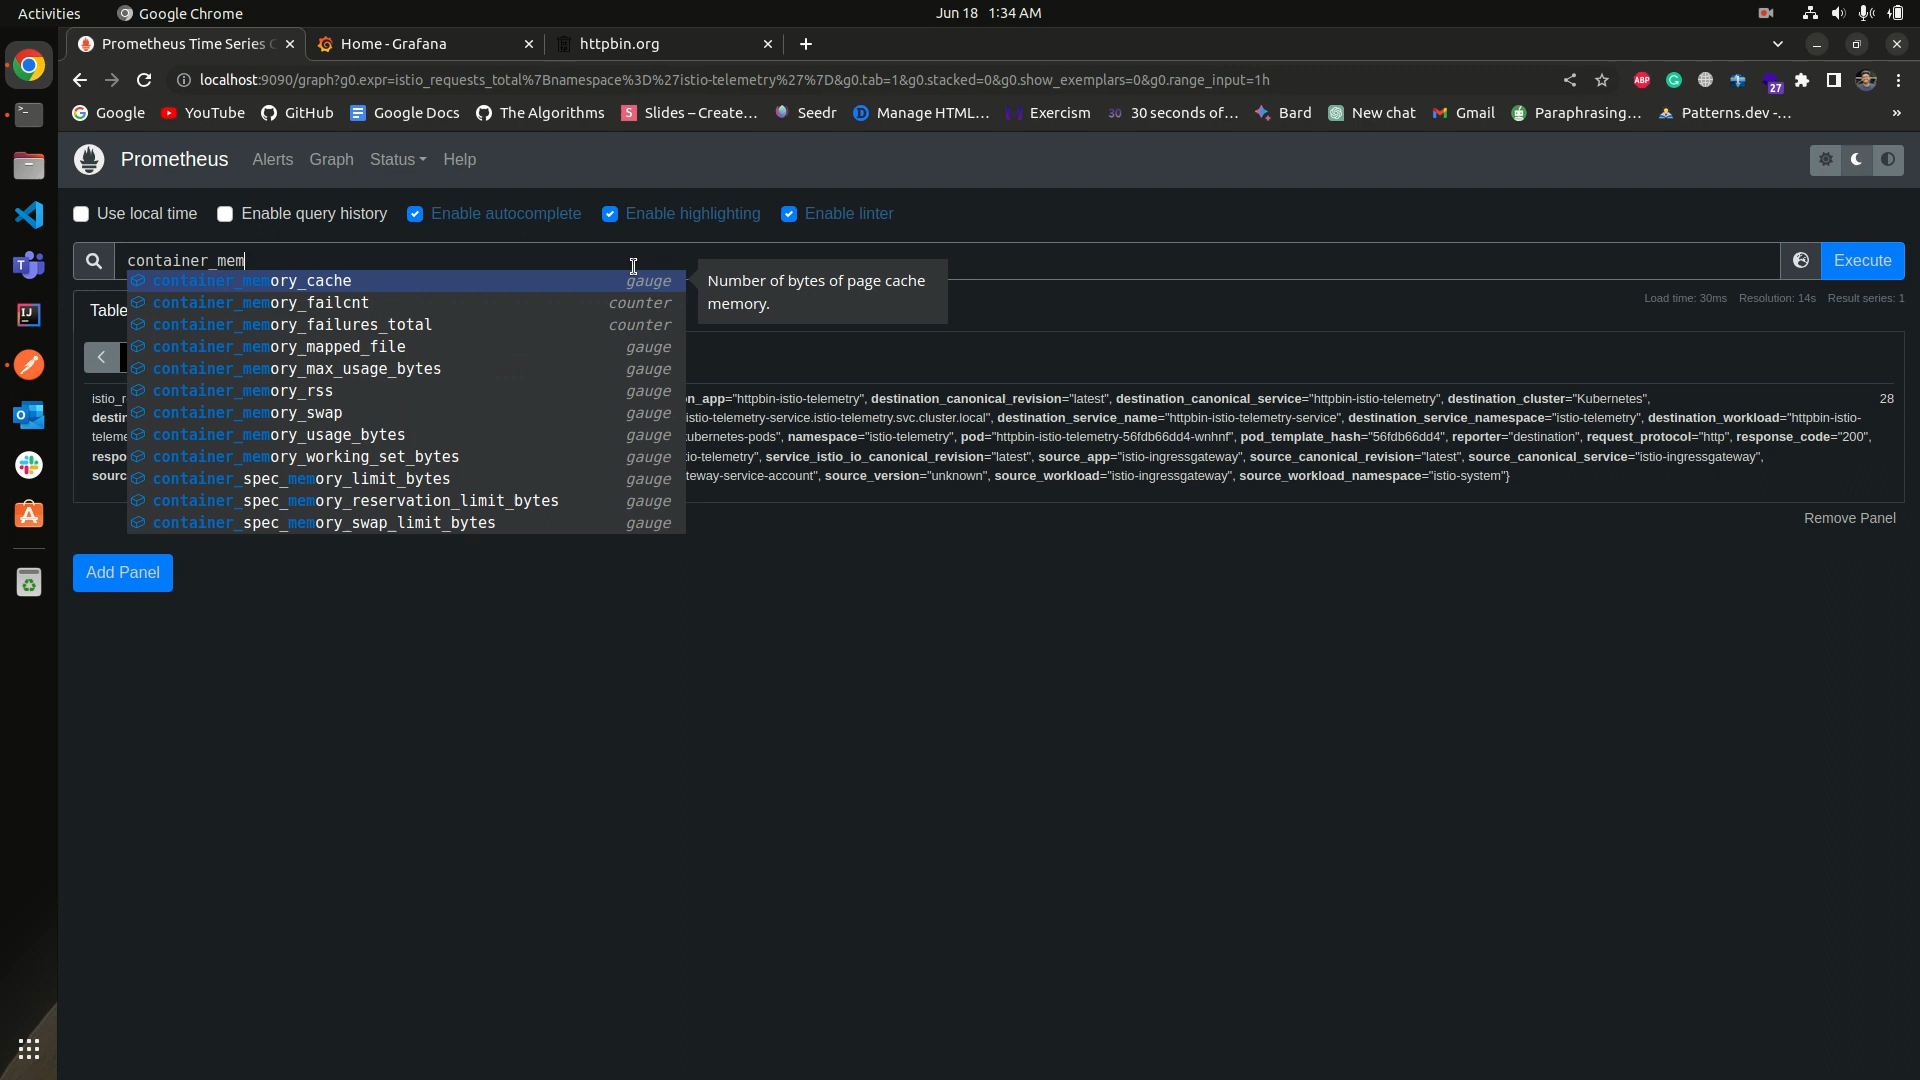 Activities
Google Chrome
Jun 18 1:34 AM
Prometheus Time Series C
Home - Grafana
httpbin.org
localhost:9090/graph?g0.expr=istio_requests_total%7Bnamespace%3D%27istio-telemetry%27%7D&g0.tab=1&g0.stacked=0&g0.show_exemplars=0&g0.range_input=1h
ABP
27
Google
YouTube
GitHub
Google Docs
The Algorithms
Slides – Create…
Seedr
Manage HTML…
Exercism
30 30 seconds of…
Bard
New chat
Gmail
Paraphrasing…
Patterns.dev -…
»
Prometheus
Alerts
Graph
Status
Help
Use local time
Enable query history
Enable autocomplete
Enable highlighting
Enable linter
container_mem
Execute
container_memory_cache gauge
Number of bytes of page cache
memory.
container_memory_failcnt counter
container_memory_failures_total counter
container_memory_mapped_file gauge
container_memory_max_usage_bytes gauge
container_memory_rss gauge
container_memory_swap gauge
container_memory_usage_bytes gauge
container_memory_working_set_bytes gauge
container_spec_memory_limit_bytes gauge
container_spec_memory_reservation_limit_bytes gauge
container_spec_memory_swap_limit_bytes gauge
Load time: 30ms Resolution: 14s Result series: 1
Table
istio_r
n_app="httpbin-istio-telemetry", destination_canonical_revision="latest", destination_canonical_service="httpbin-istio-telemetry", destination_cluster="Kubernetes",
28
destin
istio-telemetry-service.istio-telemetry.svc.cluster.local", destination_service_name="httpbin-istio-telemetry-service", destination_service_namespace="istio-telemetry", destination_workload="httpbin-istio-
teleme
ubernetes-pods", namespace="istio-telemetry", pod="httpbin-istio-telemetry-56fdb66dd4-wnhnf", pod_template_hash="56fdb66dd4", reporter="destination", request_protocol="http", response_code="200",
respo
tio-telemetry", service_istio_io_canonical_revision="latest", source_app="istio-ingressgateway", source_canonical_revision="latest", source_canonical_service="istio-ingressgateway",
sourc
teway-service-account", source_version="unknown", source_workload="istio-ingressgateway", source_workload_namespace="istio-system"}
Remove Panel
Add Panel